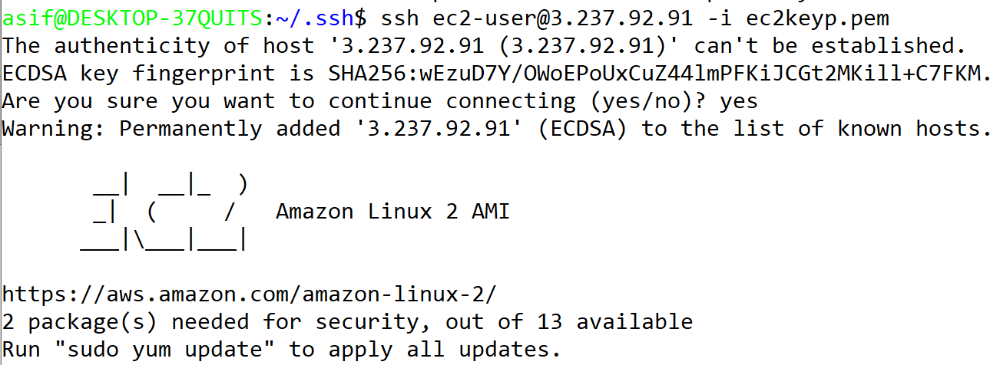 asif@DESKTOP-37QUITS:~/.ssh$ ssh ec2-user@3.237.92.91 -i ec2keyp.pem
The authenticity of host '3.237.92.91 (3.237.92.91)' can't be established.
ECDSA key fingerprint is SHA256:wEzuD7Y/OWoEPoUxCuZ44lmPFKiJCGt2MKill+C7FKM.
Are you sure you want to continue connecting (yes/no)? yes
Warning: Permanently added '3.237.92.91' (ECDSA) to the list of known hosts.

       __|  __|_  )
       _|  (     /   Amazon Linux 2 AMI
      ___|\___|___|

https://aws.amazon.com/amazon-linux-2/
2 package(s) needed for security, out of 13 available
Run "sudo yum update" to apply all updates.